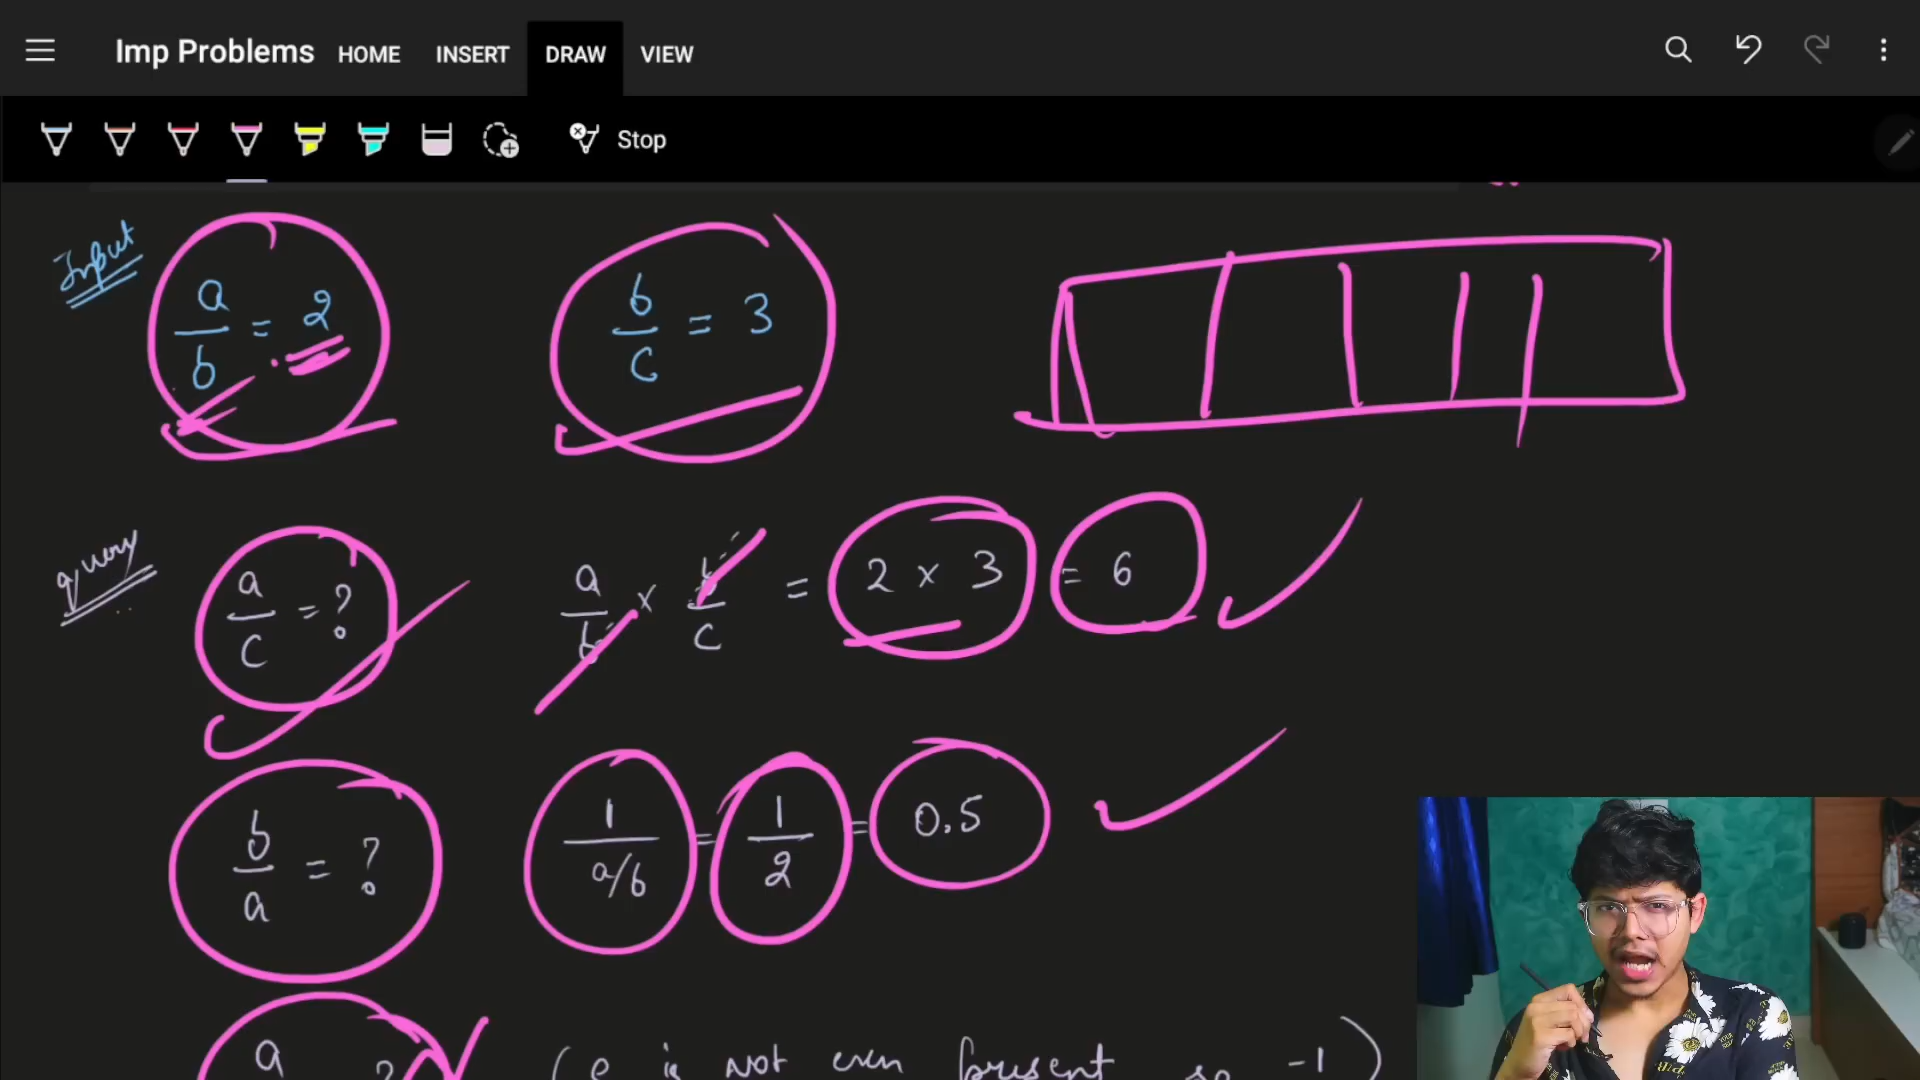 Imp Problems HOME INSERT DRAW VIEW
Stop
Input
a/b = 2 b/c = 3
query
a/c = ? a/b × b/c = 2 × 3 = 6
b/a = ? 1/a/b = 1/2 = 0.5
a ? (e is not even present so -1)